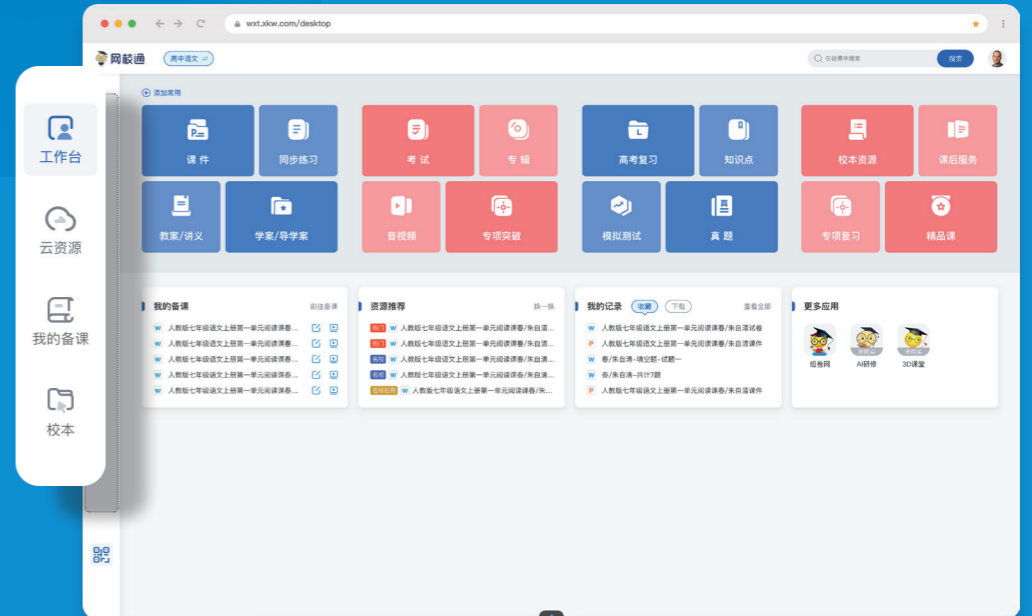 wxt.xkw.com/desktop
网校通
高中语文
在结果中搜索
搜索
添加常用
工作台
云资源
我的备课
校本
课件
同步练习
考试
专辑
高考复习
知识点
校本资源
课后服务
教案/讲义
学案/导学案
音视频
专项突破
模拟测试
真题
专项复习
精品课
我的备课
前往备课
W 人教版七年级语文上册第一单元阅读课春...
W 人教版七年级语文上册第一单元阅读课春...
W 人教版七年级语文上册第一单元阅读课春...
W 人教版七年级语文上册第一单元阅读课春...
W 人教版七年级语文上册第一单元阅读课春...
资源推荐
换一换
热门 W 人教版七年级语文上册第一单元阅读课春/朱自清...
热门 W 人教版七年级语文上册第一单元阅读课春/朱自清...
名校 W 人教版七年级语文上册第一单元阅读课春/朱自清...
名校 W 人教版七年级语文上册第一单元阅读课春/朱自清...
W 人教版七年级语文上册第一单元阅读课春/朱...
我的记录
收藏
下载
查看全部
W 人教版七年级语文上册第一单元阅读课春/朱自清试卷
P 人教版七年级语文上册第一单元阅读课春/朱自清课件
W 春/朱自清-填空题-试题一
W 春/朱自清-共计7题
P 人教版七年级语文上册第一单元阅读课春/朱自清课件
更多应用
组卷网
AI研修
3D课堂